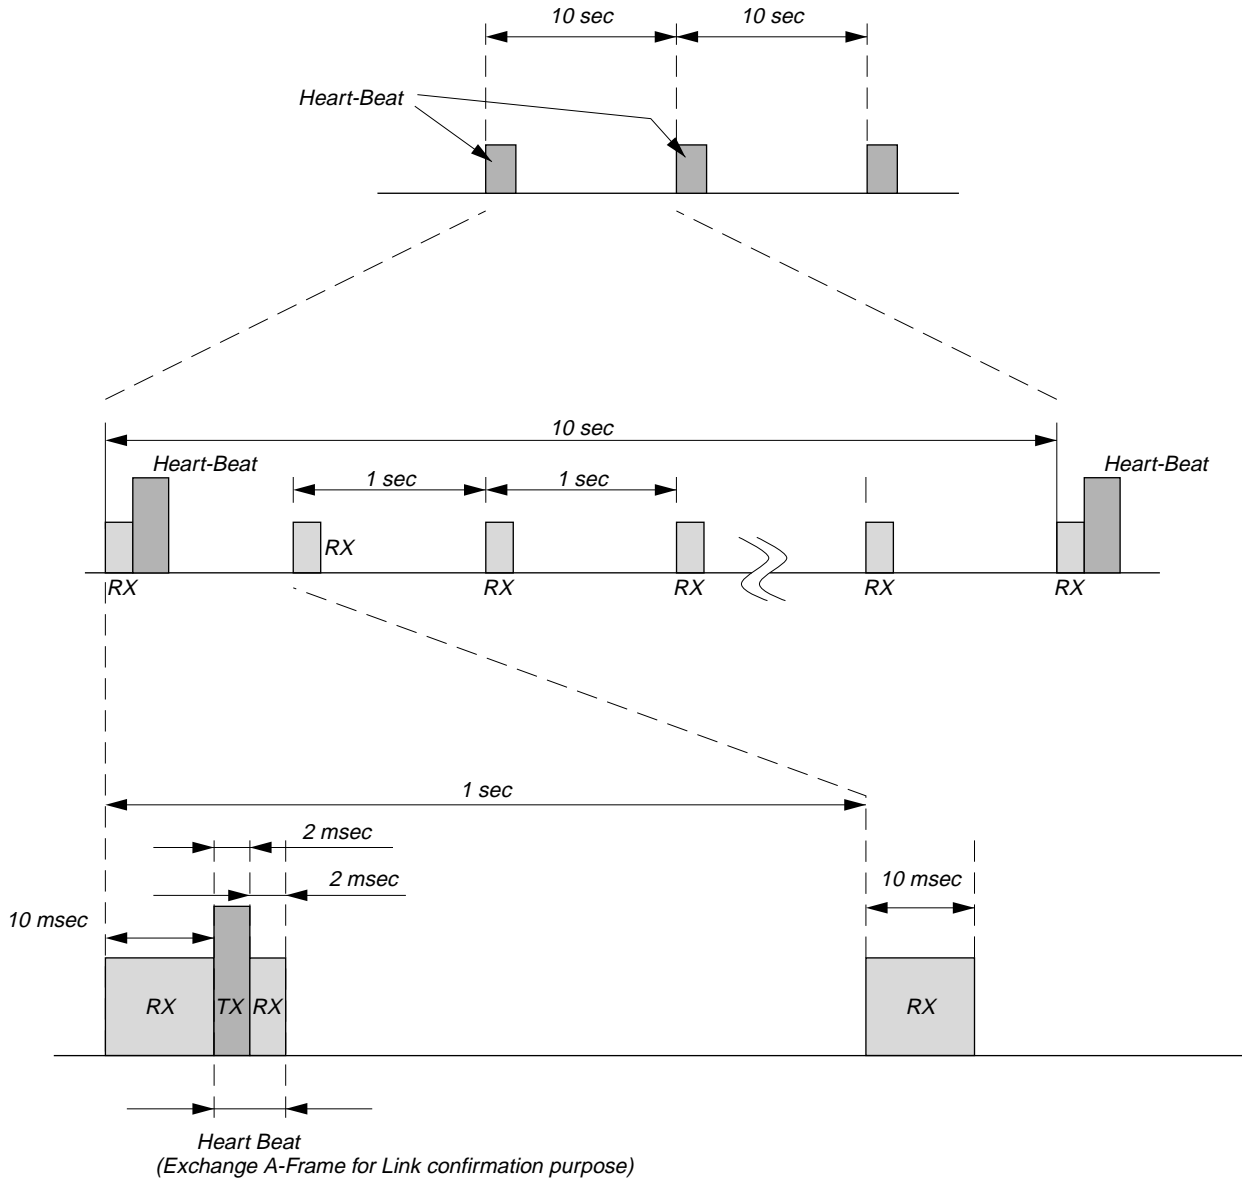 10 sec 10 sec
Heart-Beat
10 sec
Heart-Beat Heart-Beat
1 sec 1 sec
RX
RX RX RX RX RX
1 sec
2 msec
2 msec 10 msec
10 msec
RX TX RX RX
Heart Beat
(Exchange A-Frame for Link confirmation purpose)